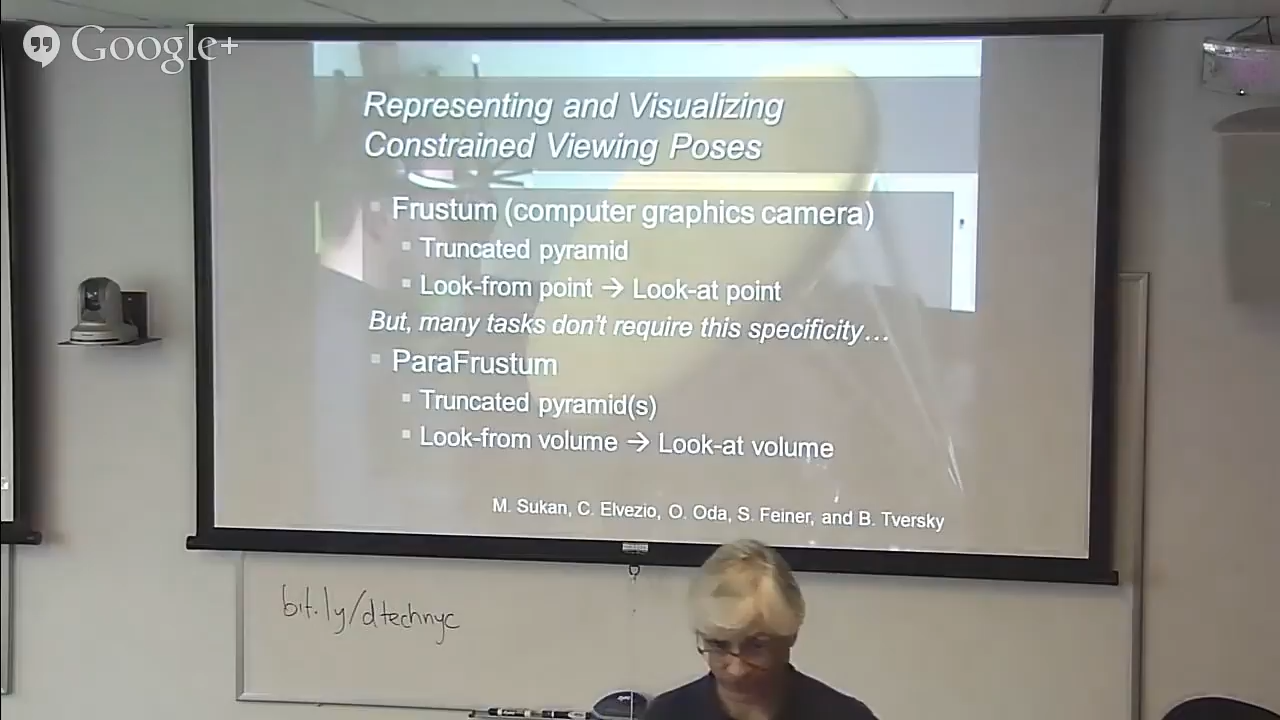 Google+
Representing and Visualizing
Constrained Viewing Poses
Frustum (computer graphics camera)
Truncated pyramid
Look-from point → Look-at point
But, many tasks don't require this specificity…
ParaFrustum
Truncated pyramid(s)
Look-from volume → Look-at volume
M. Sukan, C. Elvezio, O. Oda, S. Feiner, and B. Tversky
bit.ly/dtechnyc